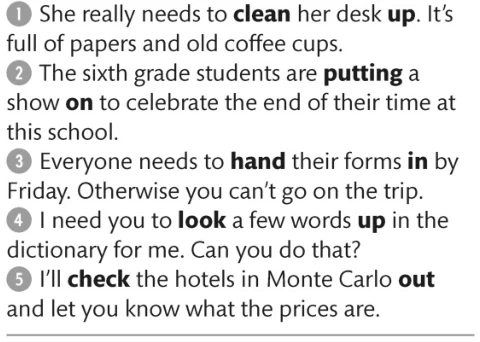 1 She really needs to clean her desk up. It’s
full of papers and old coffee cups.
2 The sixth grade students are putting a
show on to celebrate the end of their time at
this school.
3 Everyone needs to hand their forms in by
Friday. Otherwise you can’t go on the trip.
4 I need you to look a few words up in the
dictionary for me. Can you do that?
5 I’ll check the hotels in Monte Carlo out
and let you know what the prices are.